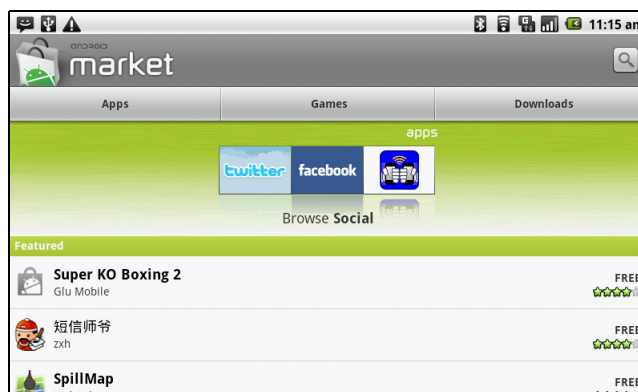 11:15 am
android
market
Apps Games Downloads
apps
twitter facebook
Browse Social
Featured
Super KO Boxing 2
FREE
Glu Mobile
短信师爷
FREE
zxh
SpillMap
FREE